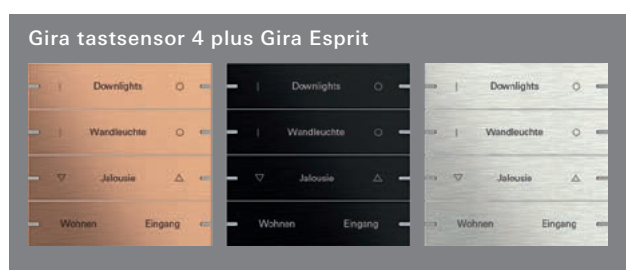 Gira tastsensor 4 plus Gira Esprit
Downlights
Wandleuchte
Jalousie
Wohnen Eingang
Downlights
Wandleuchte
Jalousie
Wohnen Eingang
Downlights
Wandleuchte
Jalousie
Wohnen Eingang